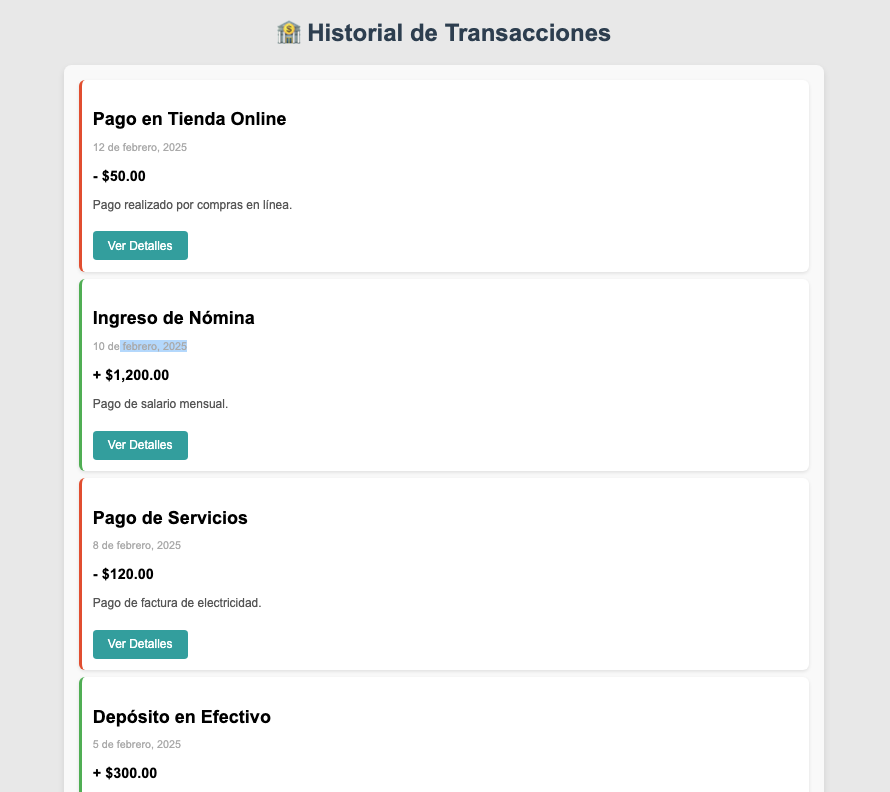 Historial de Transacciones
Pago en Tienda Online
12 de febrero, 2025
- $50.00
Pago realizado por compras en línea.
Ver Detalles
Ingreso de Nómina
10 de febrero, 2025
+ $1,200.00
Pago de salario mensual.
Ver Detalles
Pago de Servicios
8 de febrero, 2025
- $120.00
Pago de factura de electricidad.
Ver Detalles
Depósito en Efectivo
5 de febrero, 2025
+ $300.00